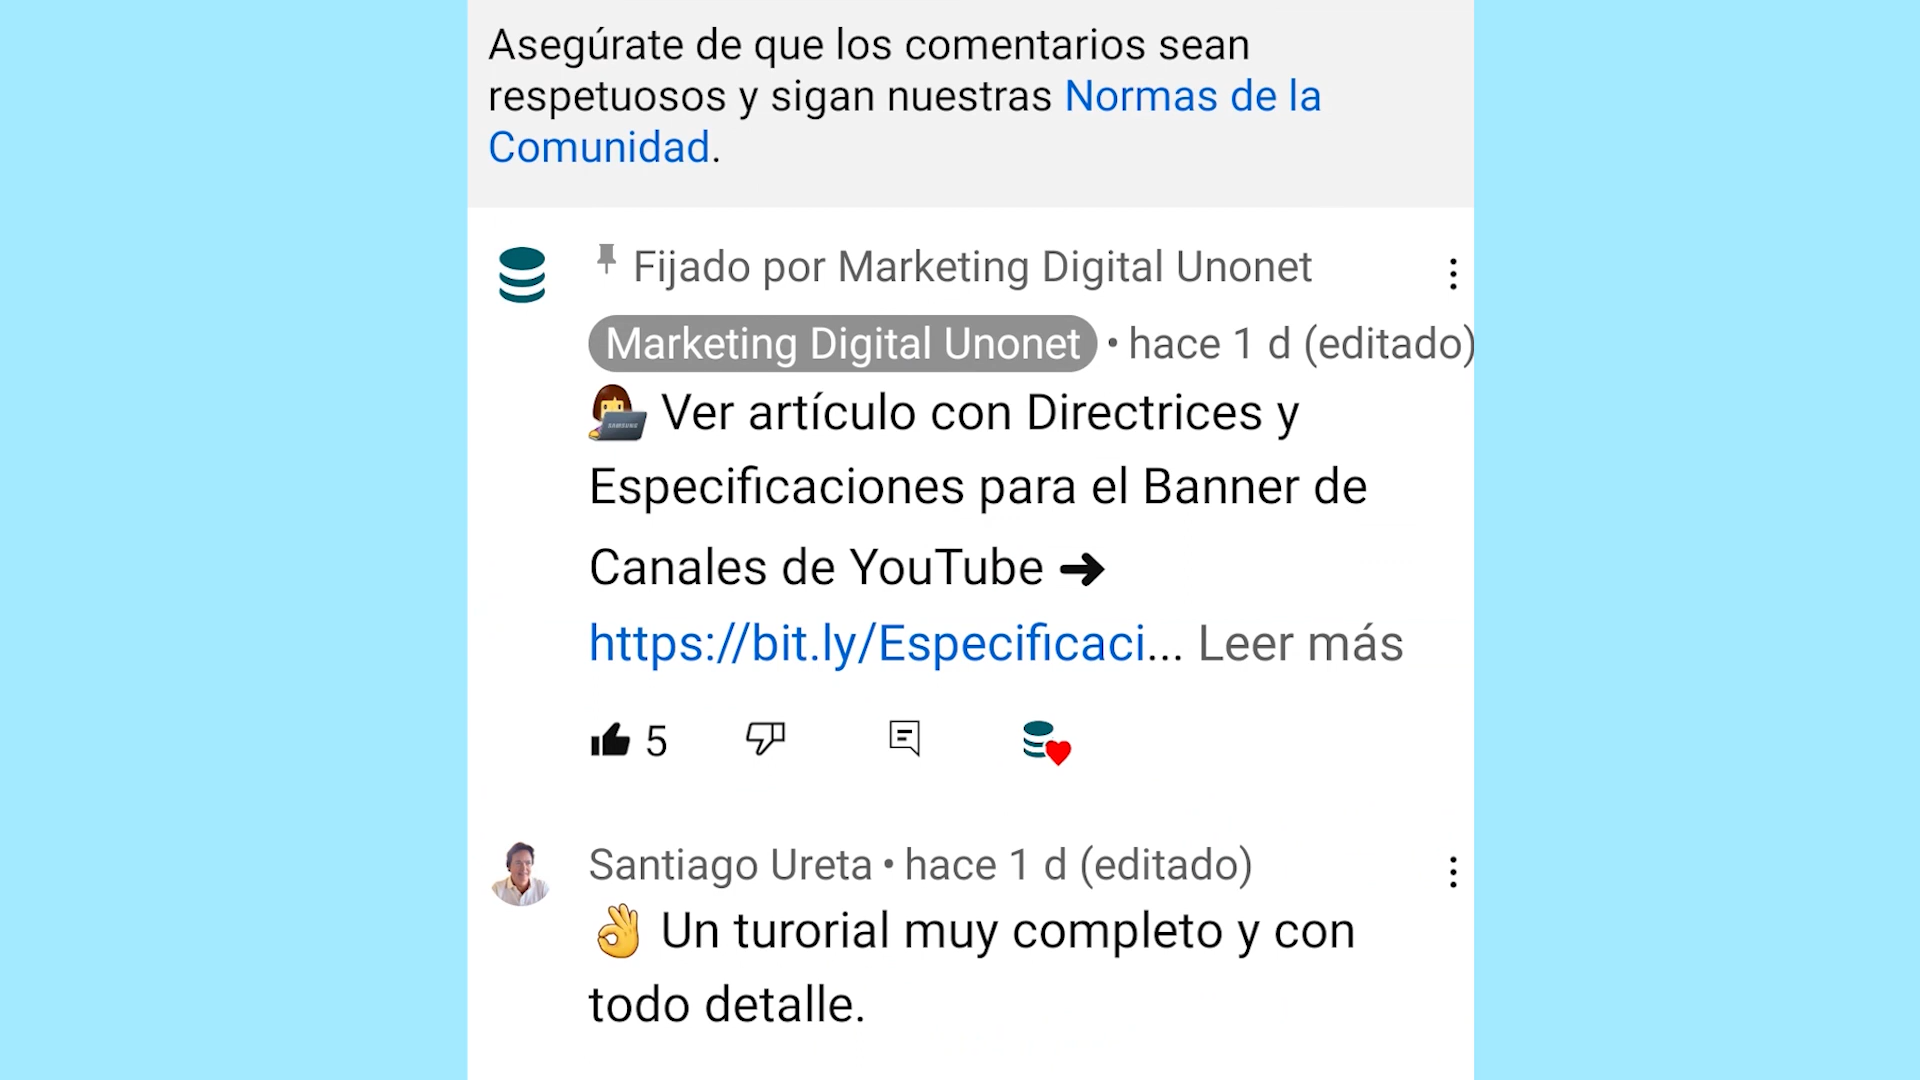 Asegúrate de que los comentarios sean
respetuosos y sigan nuestras Normas de la
Comunidad.
Fijado por Marketing Digital Unonet
Marketing Digital Unonet • hace 1 d (editado)
👩‍💻 Ver artículo con Directrices y
Especificaciones para el Banner de
Canales de YouTube ➜
https://bit.ly/Especificaci... Leer más
5
Santiago Ureta • hace 1 d (editado)
👌 Un turorial muy completo y con
todo detalle.